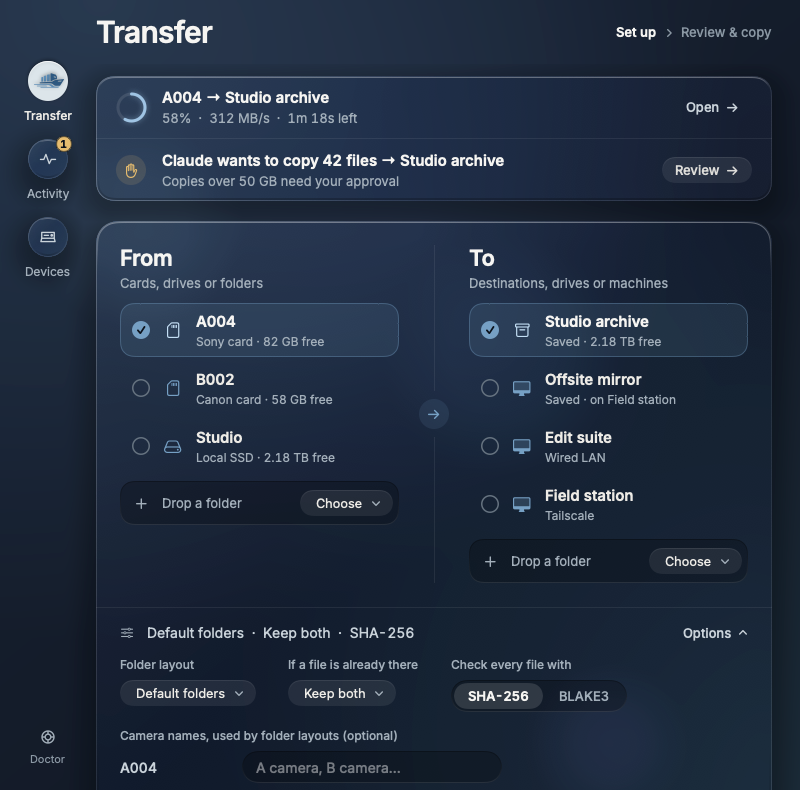 Transfer
Set up > Review & copy
A004 → Studio archive
58% · 312 MB/s · 1m 18s left
Open →
Transfer
1
Claude wants to copy 42 files → Studio archive
Copies over 50 GB need your approval
Review →
Activity
Devices
From
Cards, drives or folders
A004
Sony card · 82 GB free
B002
Canon card · 58 GB free
Studio
Local SSD · 2.18 TB free
+ Drop a folder
Choose
→
To
Destinations, drives or machines
Studio archive
Saved · 2.18 TB free
Offsite mirror
Saved · on Field station
Edit suite
Wired LAN
Field station
Tailscale
+ Drop a folder
Choose
Default folders · Keep both · SHA-256
Options
Folder layout
Default folders
If a file is already there
Keep both
Check every file with
SHA-256 BLAKE3
Camera names, used by folder layouts (optional)
A004
A camera, B camera...
Doctor